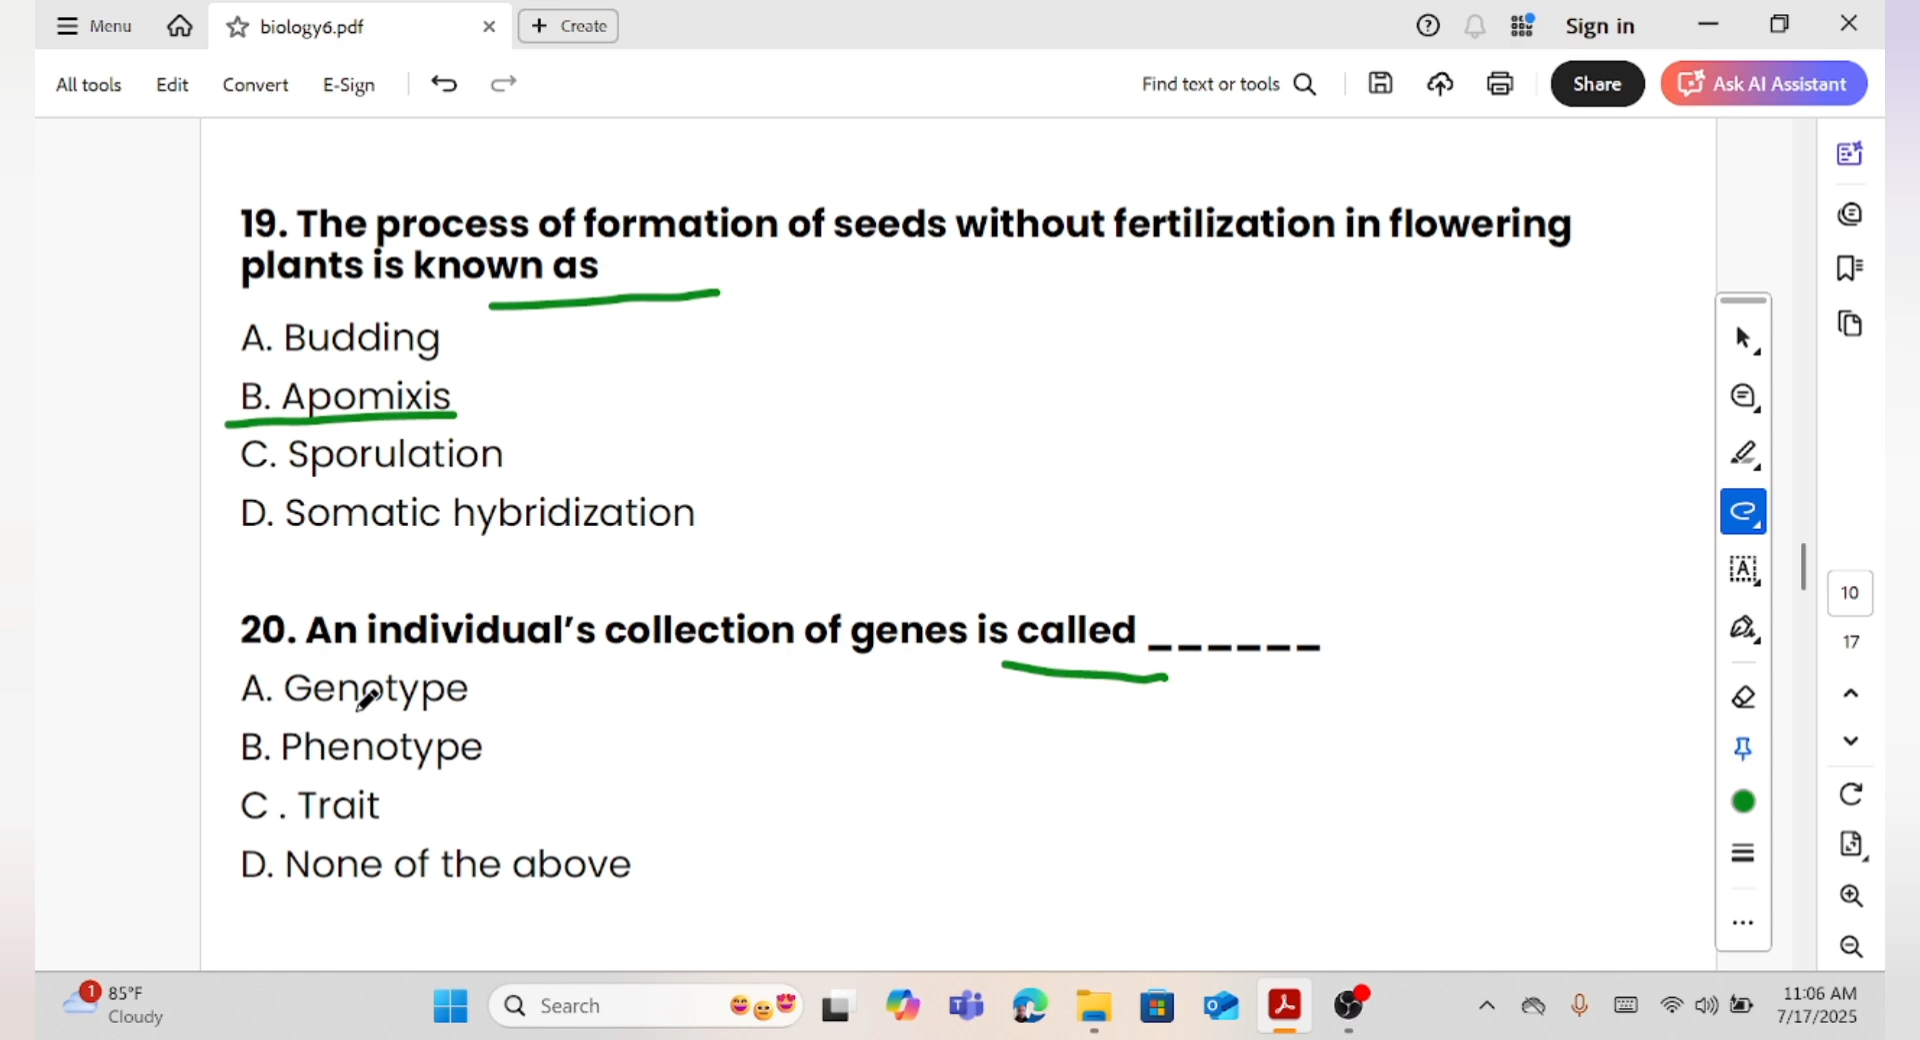 Menu
biology6.pdf
Create
Sign in
All tools
Edit
Convert
E-Sign
Find text or tools
Share
Ask AI Assistant
19. The process of formation of seeds without fertilization in flowering
plants is known as
A. Budding
B. Apomixis
C. Sporulation
D. Somatic hybridization
20. An individual’s collection of genes is called ______
A. Genotype
B. Phenotype
C . Trait
D. None of the above
10
17
1
85°F
Cloudy
Search
11:06 AM
7/17/2025